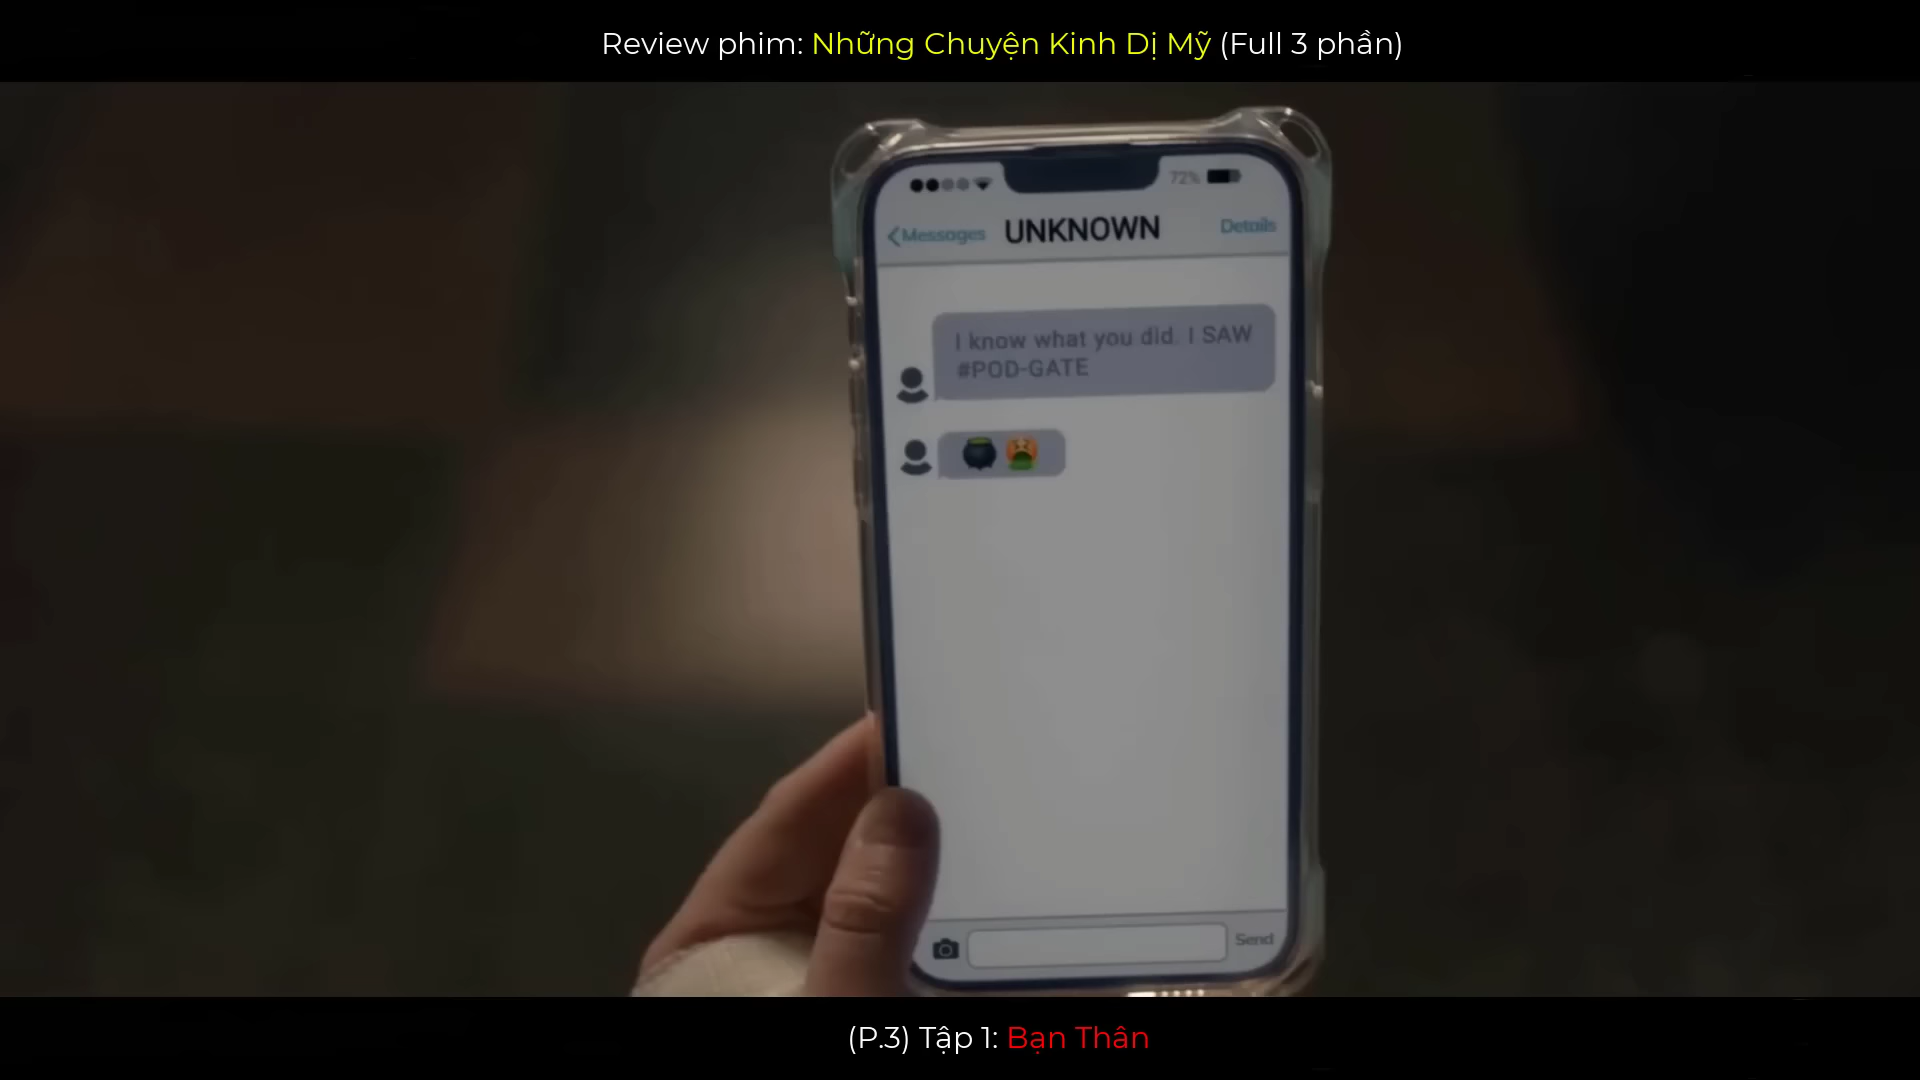 Review phim: Những Chuyện Kinh Dị Mỹ (Full 3 phần)
72%
Messages UNKNOWN Details
I know what you did. I SAW
#POD-GATE
Send
(P.3) Tập 1: Bạn Thân